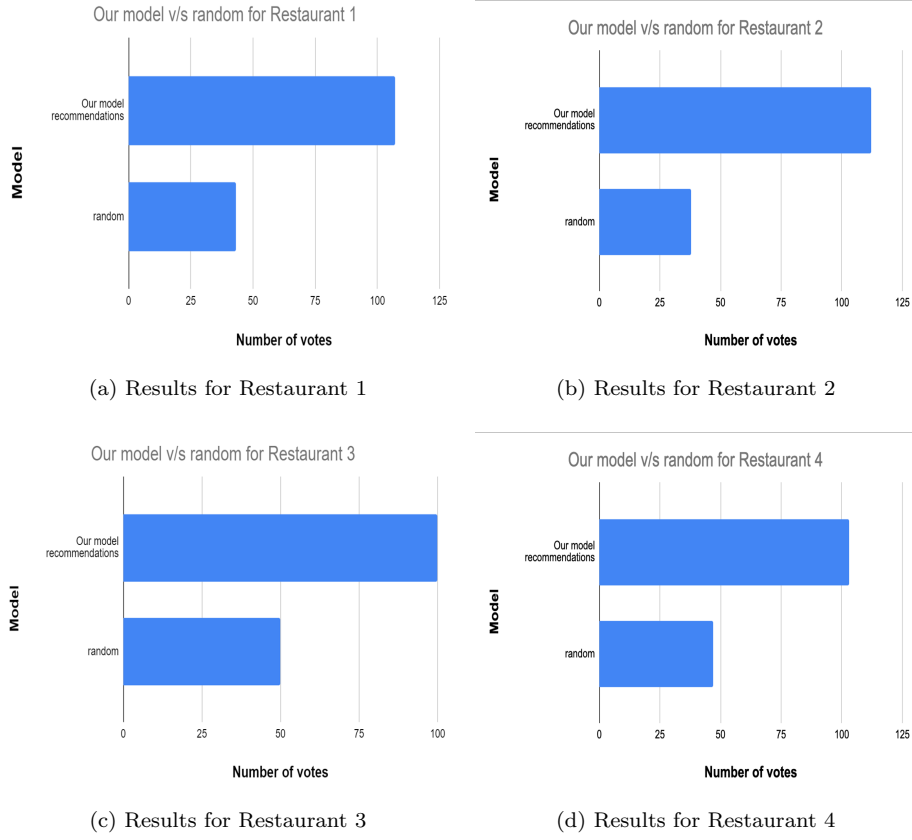 Our model v/s random for Restaurant 1
Our model
recommendations
random
Model
0 25 50 75 100 125
Number of votes
(a) Results for Restaurant 1
Our model v/s random for Restaurant 2
Our model
recommendations
random
Model
0 25 50 75 100 125
Number of votes
(b) Results for Restaurant 2
Our model v/s random for Restaurant 3
Our model
recommendations
random
Model
0 25 50 75 100
Number of votes
(c) Results for Restaurant 3
Our model v/s random for Restaurant 4
Our model
recommendations
random
Model
0 25 50 75 100 125
Number of votes
(d) Results for Restaurant 4